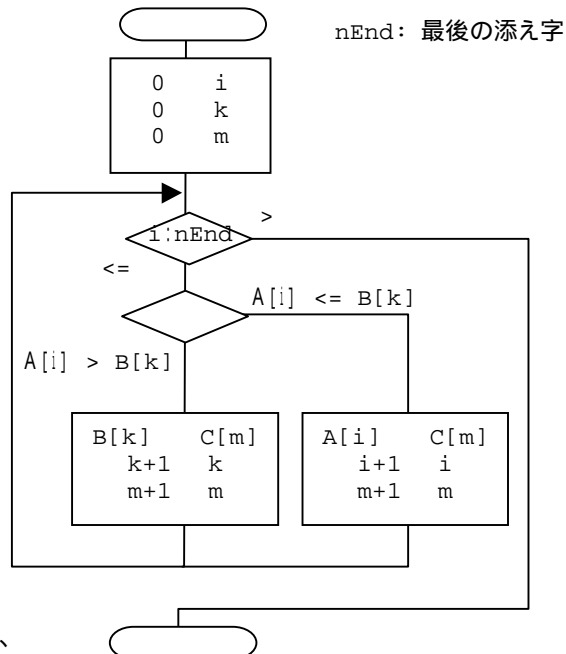 nEnd: 最後の添え字
0 i
0 k
0 m
i:nEnd
>
<=
A[i] <= B[k]
A[i] > B[k]
B[k] C[m]
k+1 k
m+1 m
A[i] C[m]
i+1 i
m+1 m
、